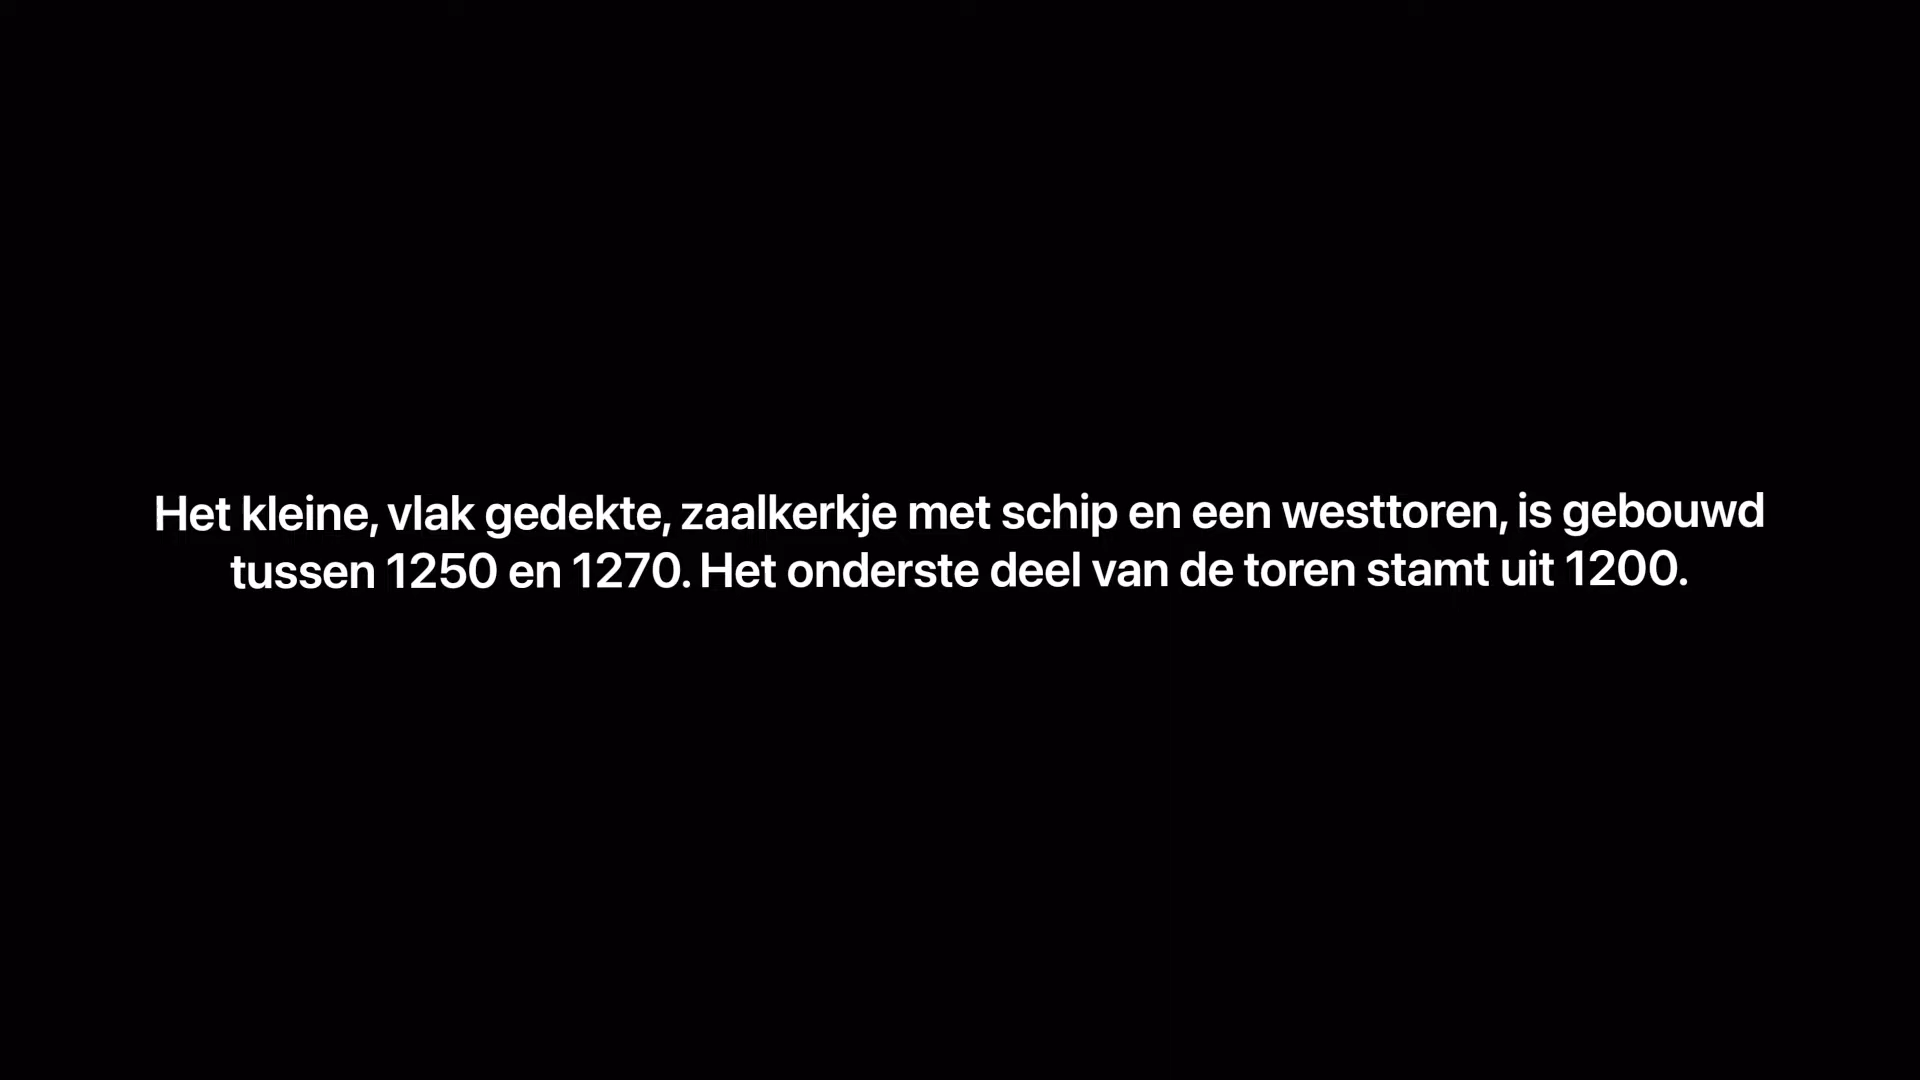 Het kleine, vlak gedekte, zaalkerkje met schip en een westtoren, is gebouwd
tussen 1250 en 1270. Het onderste deel van de toren stamt uit 1200.